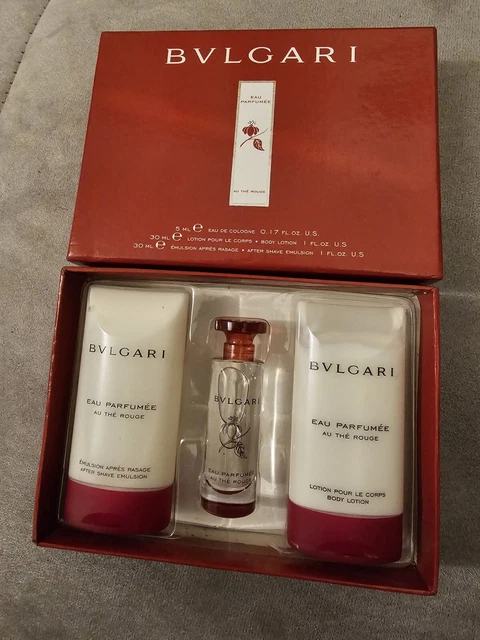 BVLGARI
EAU
PARFUMÉE
AU THÉ ROUGE
5 ML ℮ EAU DE COLOGNE 0.17 FL.OZ. U.S.
30 ML ℮ LOTION POUR LE CORPS • BODY LOTION 1 FL.OZ. U.S
30 ML ℮ ÉMULSION APRÈS RASAGE • AFTER SHAVE EMULSION 1 FL.OZ. U.S
BVLGARI
EAU PARFUMÉE
AU THÉ ROUGE
ÉMULSION APRÈS RASAGE
AFTER SHAVE EMULSION
BVLGARI
EAU PARFUMÉE
AU THÉ ROUGE
BVLGARI
EAU PARFUMÉE
AU THÉ ROUGE
LOTION POUR LE CORPS
BODY LOTION